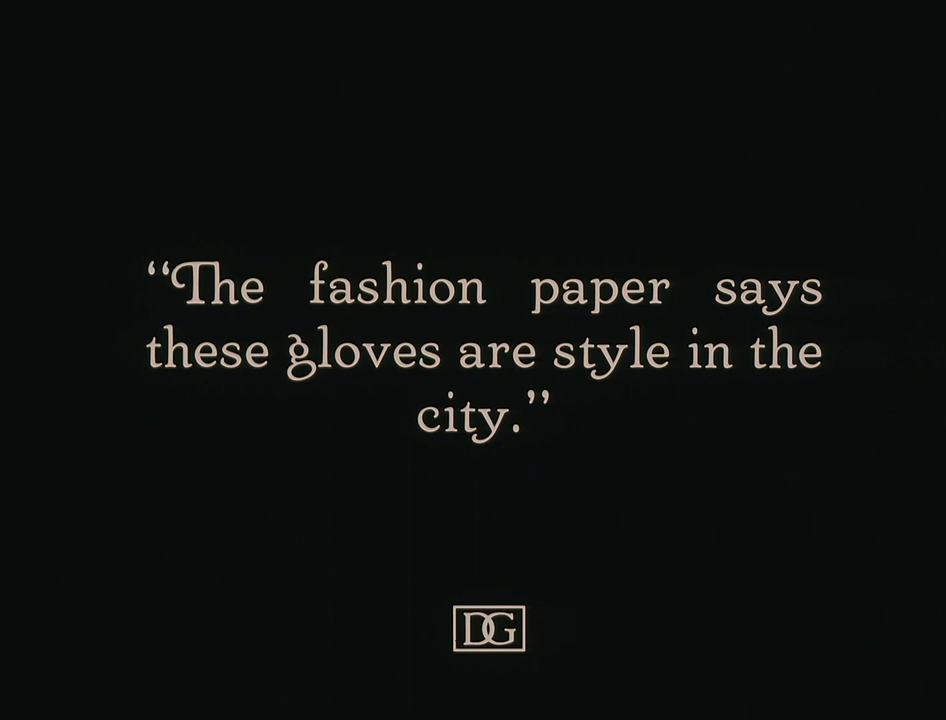 “The fashion paper says
these gloves are style in the
city.”
DG